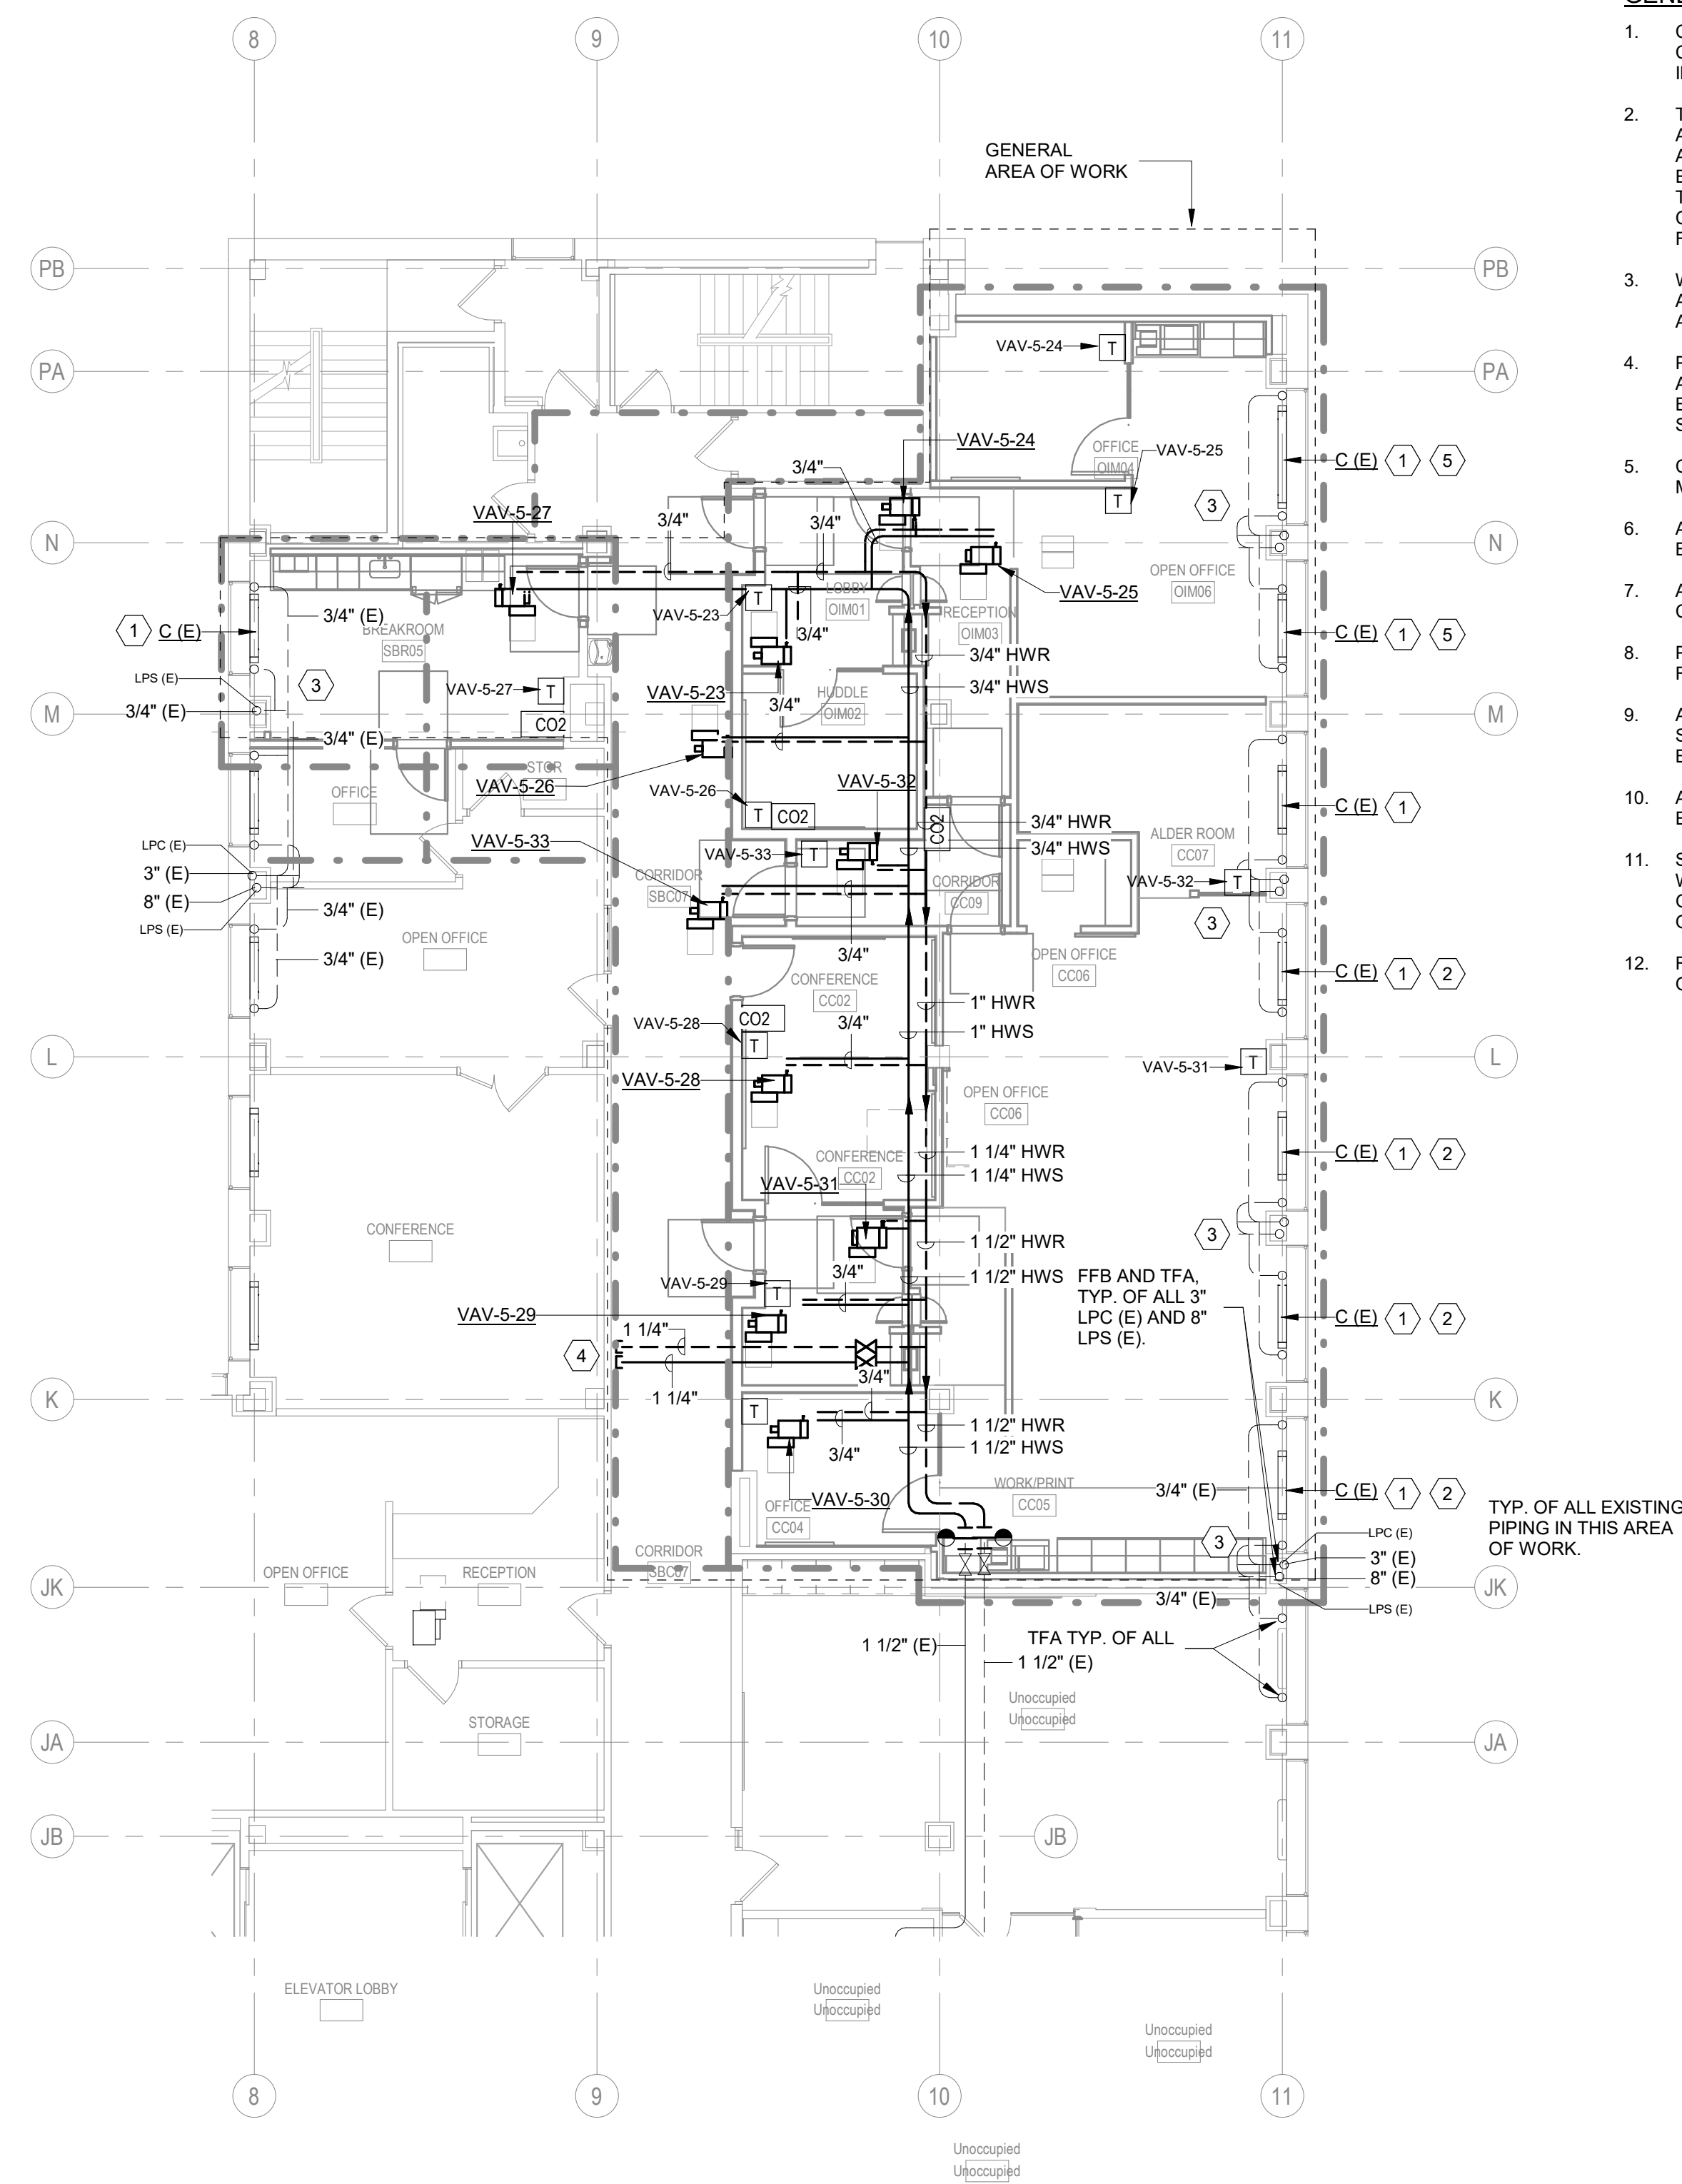 8
9
10
11
GENERAL
AREA OF WORK
PB
PB
PA
PA
VAV-5-24
T
VAV-5-24
OFFICE
OIM04
VAV-5-25
T
C (E)
1
5
3/4"
3
VAV-5-27
3/4"
3/4"
N
N
OPEN OFFICE
OIM06
VAV-5-25
LOBBY
OIM01
VAV-5-23
T
3/4" (E)
BREAKROOM
SBR05
1
C (E)
3/4"
RECEPTION
OIM03
C (E)
1
5
3/4" HWR
LPS (E)
3
VAV-5-27
T
VAV-5-23
HUDDLE
OIM02
3/4" HWS
3/4"
M
3/4" (E)
CO2
M
3/4" (E)
STOR
OFFICE
VAV-5-26
VAV-5-26
T
CO2
VAV-5-32
CO2
3/4" HWR
C (E)
1
ALDER ROOM
CC07
LPC (E)
VAV-5-33
VAV-5-33
T
3/4" HWS
3" (E)
8" (E)
CORRIDOR
SBC07
CORRIDOR
CC09
VAV-5-32
T
3/4" (E)
LPS (E)
3
OPEN OFFICE
3/4" (E)
3/4"
OPEN OFFICE
CC06
CONFERENCE
CC02
C (E)
1
2
1" HWR
CO2
VAV-5-28
T
3/4"
1" HWS
L
L
VAV-5-31
T
VAV-5-28
OPEN OFFICE
CC06
1 1/4" HWR
C (E)
1
2
CONFERENCE
CC02
1 1/4" HWS
VAV-5-31
CONFERENCE
3
1 1/2" HWR
3/4"
1 1/2" HWS
VAV-5-29
T
FFB AND TFA,
TYP. OF ALL 3"
LPC (E) AND 8"
LPS (E).
VAV-5-29
C (E)
1
2
1 1/4"
4
3/4"
1 1/4"
K
K
T
3/4"
1 1/2" HWR
1 1/2" HWS
WORK/PRINT
CC05
3/4" (E)
C (E)
1
2
VAV-5-30
OFFICE
CC04
TYP. OF ALL EXISTING
PIPING IN THIS AREA
OF WORK.
LPC (E)
3
3" (E)
8" (E)
CORRIDOR
SBC07
OPEN OFFICE
RECEPTION
JK
JK
3/4" (E)
LPS (E)
1 1/2" (E)
TFA TYP. OF ALL
1 1/2" (E)
Unoccupied
Unoccupied
STORAGE
JA
JA
JB
JB
ELEVATOR LOBBY
Unoccupied
Unoccupied
Unoccupied
Unoccupied
8
9
10
11
Unoccupied
Unoccupied
1.
2.
3.
4.
5.
6.
7.
8.
9.
10.
11.
12.